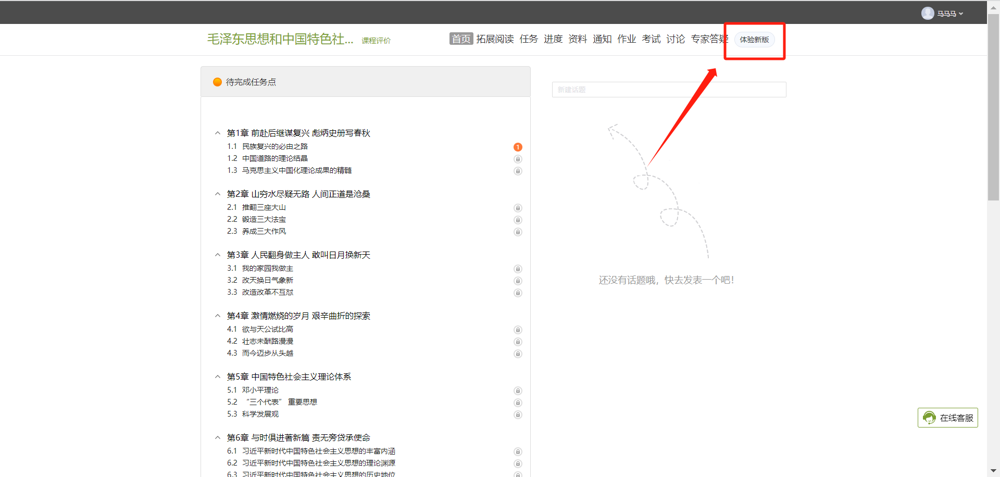 马马马
毛泽东思想和中国特色社... 课程评价
首页 拓展阅读 任务 进度 资料 通知 作业 考试 讨论 专家答疑 体验新版
待完成任务点
新建话题
第1章 前赴后继谋复兴 彪炳史册写春秋
1.1 民族复兴的必由之路
1
1.2 中国道路的理论结晶
1.3 马克思主义中国化理论成果的精髓
第2章 山穷水尽疑无路 人间正道是沧桑
2.1 推翻三座大山
2.2 锻造三大法宝
2.3 养成三大作风
第3章 人民翻身做主人 敢叫日月换新天
3.1 我的家园我做主
3.2 改天换日气象新
3.3 改造改革不互怼
第4章 激情燃烧的岁月 艰辛曲折的探索
4.1 欲与天公试比高
4.2 壮志未酬路漫漫
4.3 而今迈步从头越
第5章 中国特色社会主义理论体系
5.1 邓小平理论
5.2 “三个代表” 重要思想
5.3 科学发展观
第6章 与时俱进著新篇 责无旁贷承使命
6.1 习近平新时代中国特色社会主义思想的丰富内涵
6.2 习近平新时代中国特色社会主义思想的理论渊源
6.3 习近平新时代中国特色社会主义思想的历史地位
还没有话题哦，快去发表一个吧！
在线客服